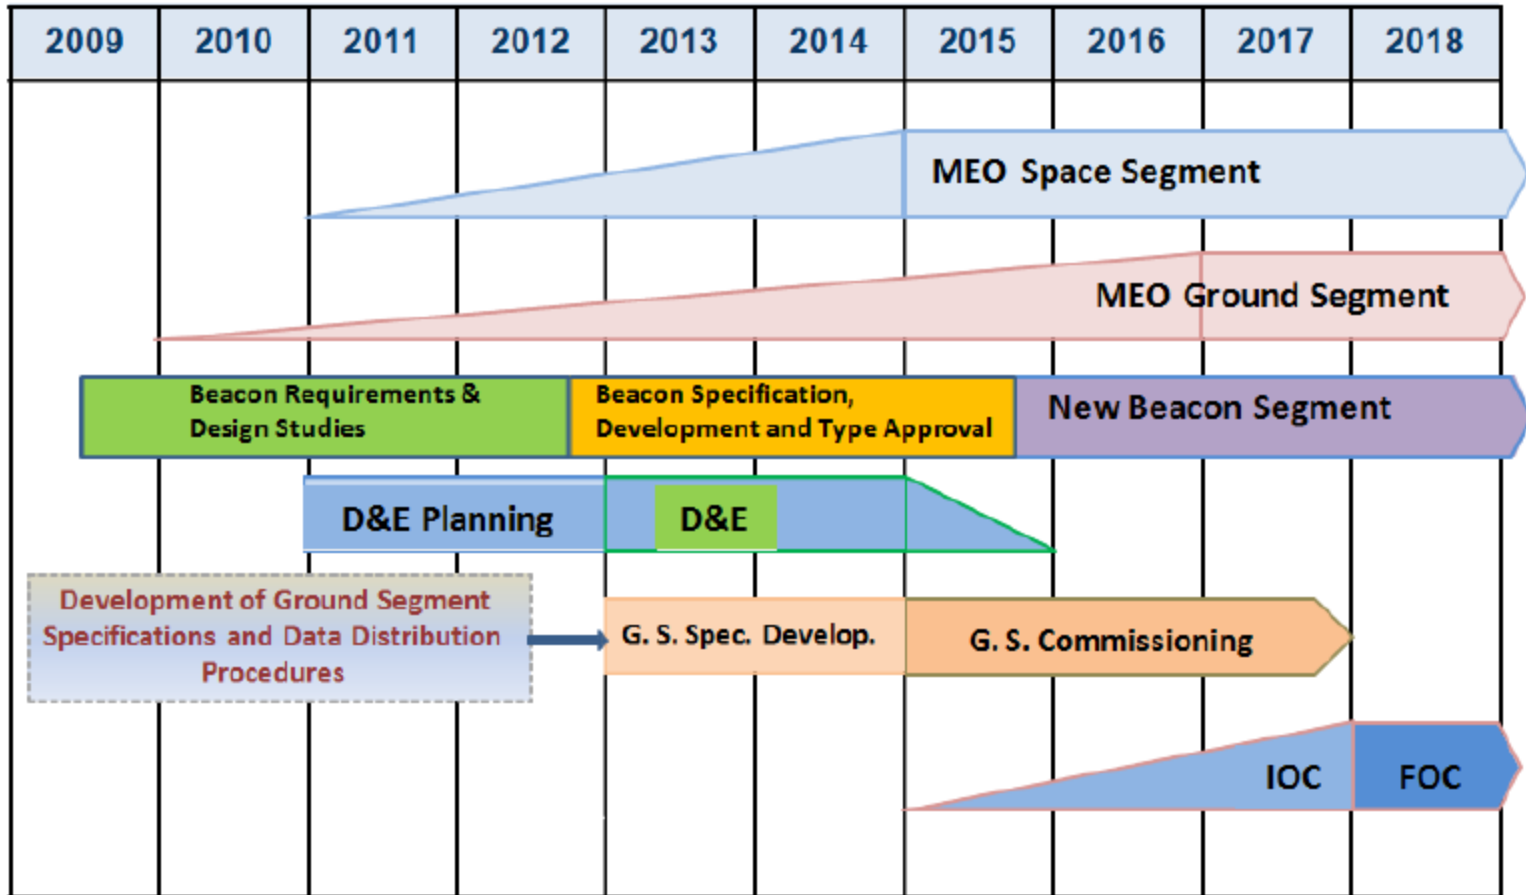 2009 2010 2011 2012 2013 2014 2015 2016 2017 2018
MEO Space Segment
MEO Ground Segment
Beacon Requirements &
Design Studies
Beacon Specification,
Development and Type Approval
New Beacon Segment
D&E Planning
D&E
Development of Ground Segment
Specifications and Data Distribution
Procedures
G. S. Spec. Develop.
G. S. Commissioning
IOC
FOC